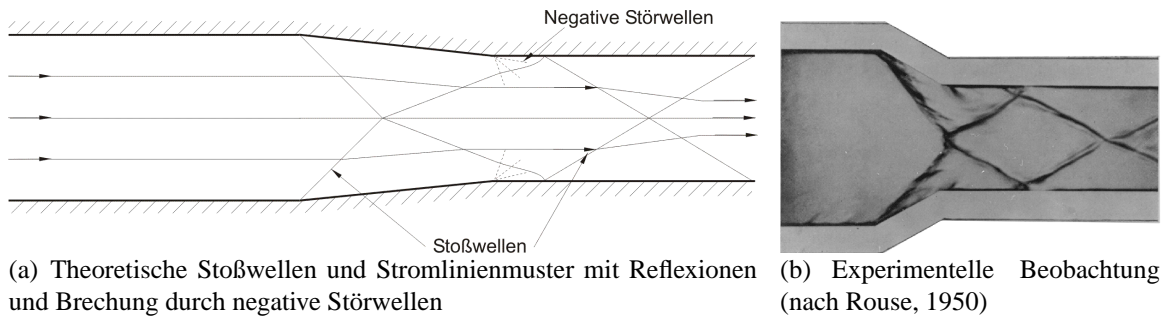 Negative Störwellen
Stoßwellen
(a) Theoretische Stoßwellen und Stromlinienmuster mit Reflexionen
und Brechung durch negative Störwellen
(b) Experimentelle Beobachtung
(nach Rouse, 1950)